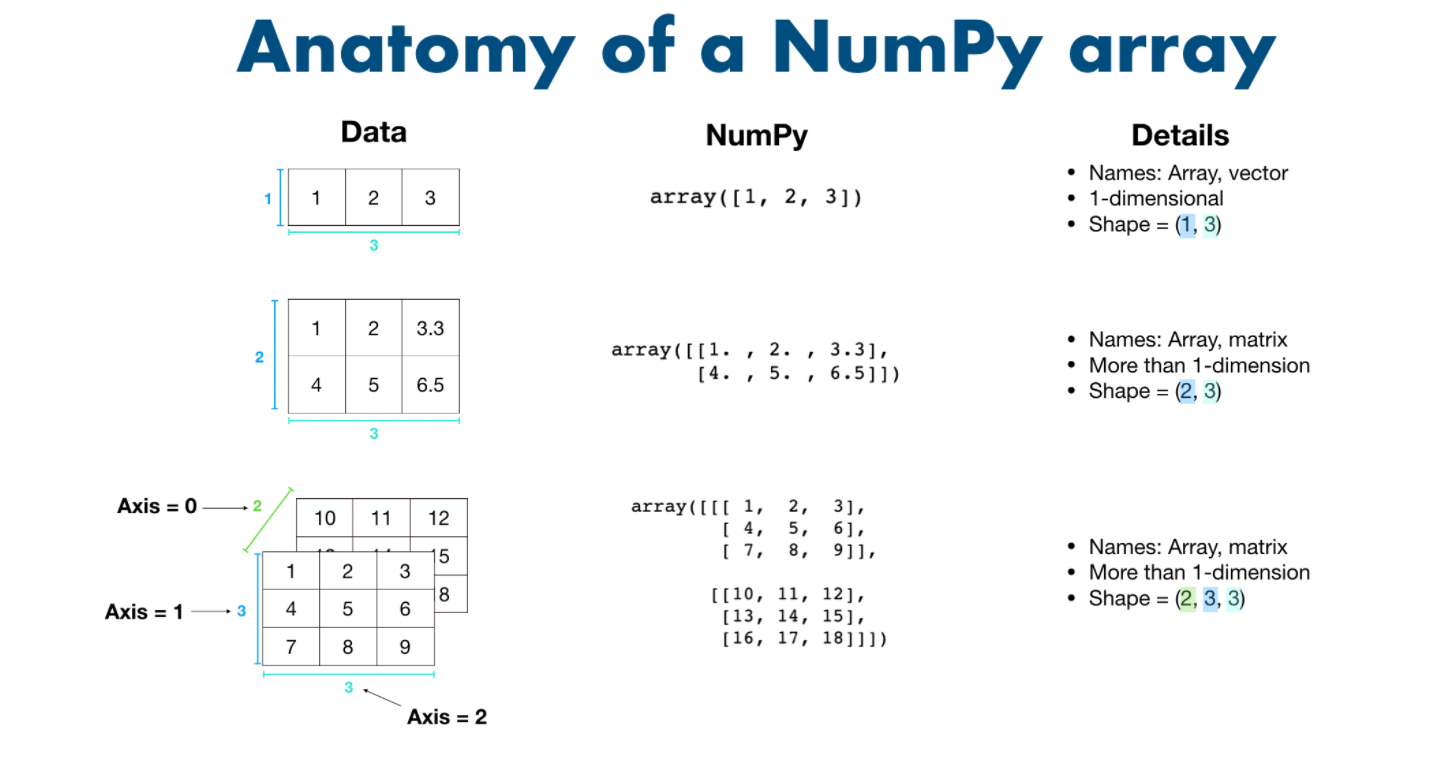 Anatomy of a NumPy array
Data
NumPy
Details
1
1 2 3
3
array([1, 2, 3])
• Names: Array, vector
• 1-dimensional
• Shape = (1, 3)
2
1 2 3.3
4 5 6.5
3
array([[1. , 2. , 3.3],
[4. , 5. , 6.5]])
• Names: Array, matrix
• More than 1-dimension
• Shape = (2, 3)
Axis = 0
2
10 11 12
15
8
Axis = 1
3
1 2 3
4 5 6
7 8 9
3
Axis = 2
array([[[ 1, 2, 3],
[ 4, 5, 6],
[ 7, 8, 9]],
[[10, 11, 12],
[13, 14, 15],
[16, 17, 18]]])
• Names: Array, matrix
• More than 1-dimension
• Shape = (2, 3, 3)